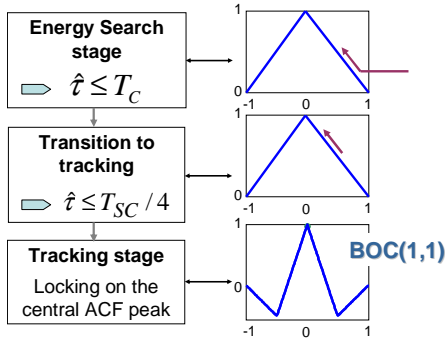 Energy Search
stage
τ̂ ≤ T_C
Transition to
tracking
τ̂ ≤ T_SC / 4
Tracking stage
Locking on the
central ACF peak
1
0
-1 0 1
1
0
-1 0 1
BOC(1,1)
1
0
-1 0 1